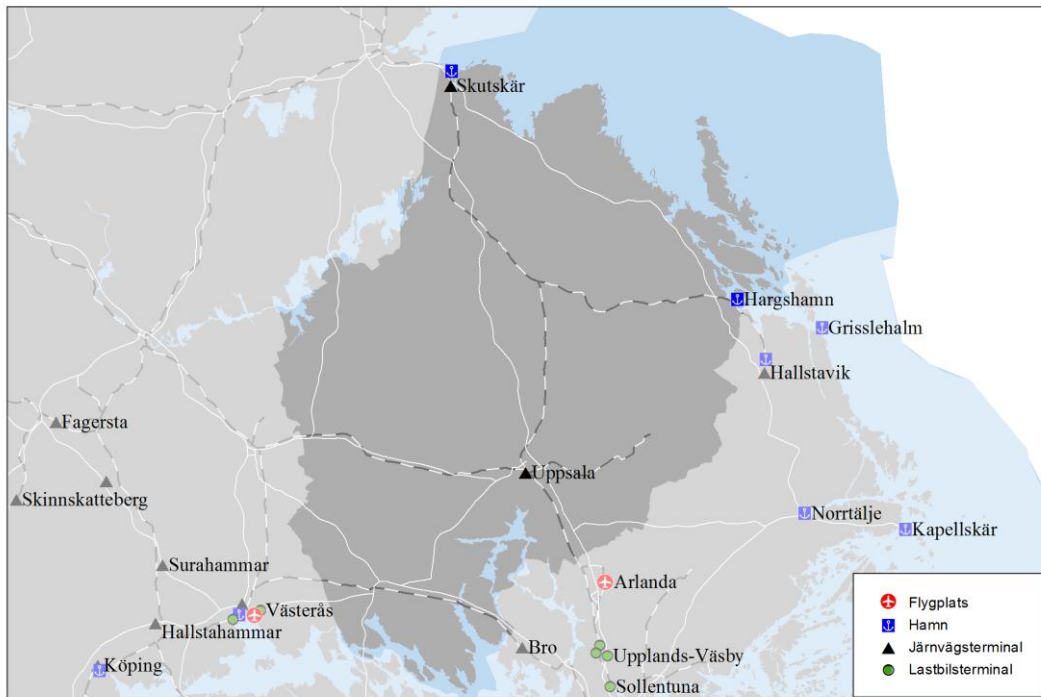 Skutskär
Hargshamn
Grisslehalm
Hallstavik
Fagersta
Uppsala
Skinnskatteberg
Norrtälje
Kapellskär
Surahammar
Arlanda
Västerås
Hallstahammar
Bro
Upplands-Väsby
Köping
Sollentuna
Flygplats
Hamn
Järnvägsterminal
Lastbilsterminal